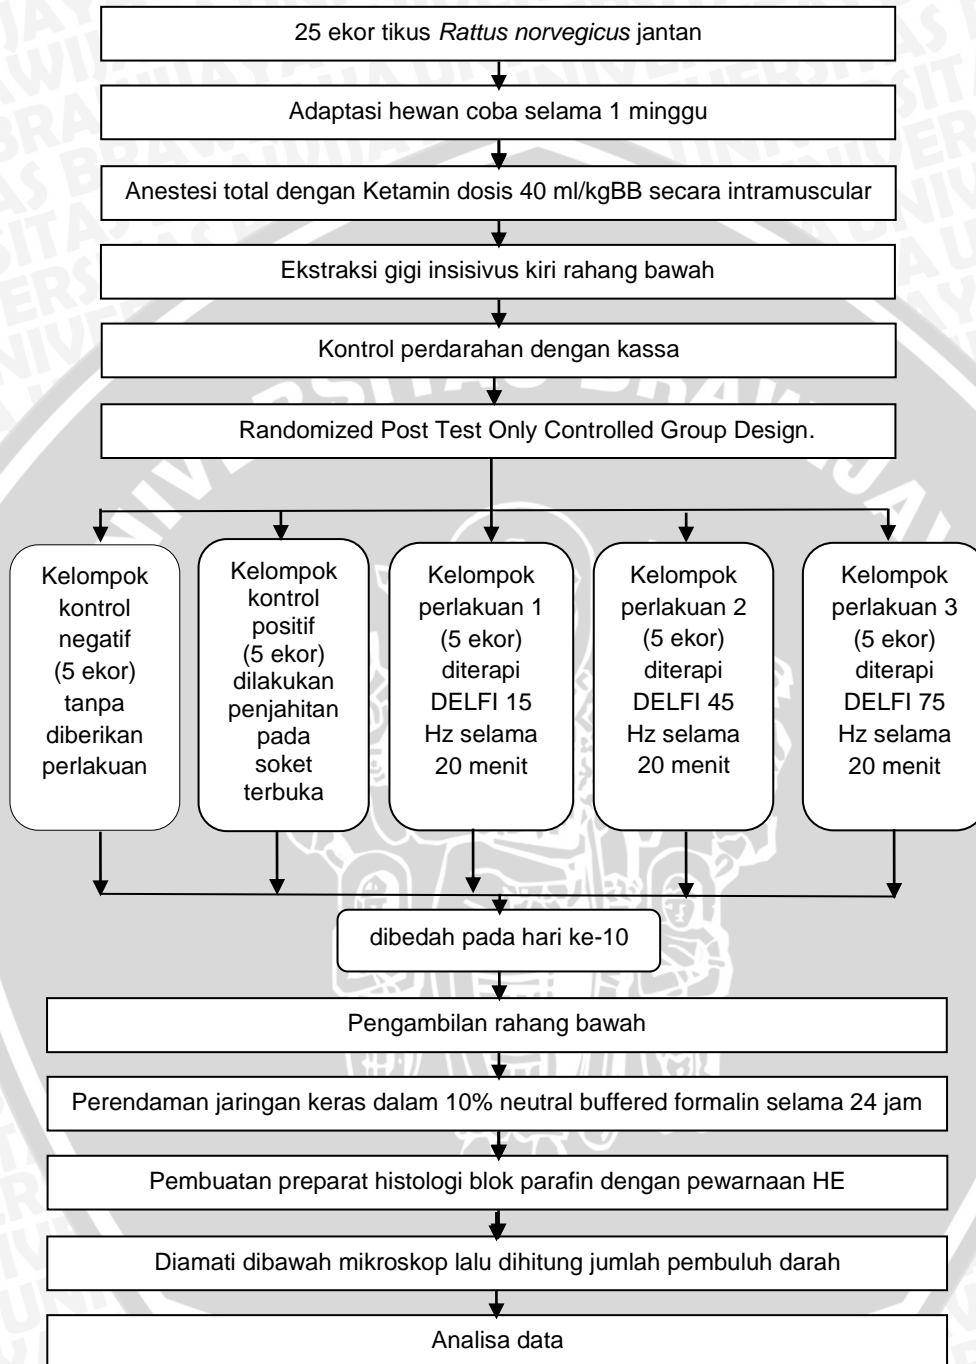 25 ekor tikus Rattus norvegicus jantan
Adaptasi hewan coba selama 1 minggu
Anestesi total dengan Ketamin dosis 40 ml/kgBB secara intramuscular
Ekstraksi gigi insisivus kiri rahang bawah
Kontrol perdarahan dengan kassa
Randomized Post Test Only Controlled Group Design.
Kelompok
kontrol
negatif
(5 ekor)
tanpa
diberikan
perlakuan
Kelompok
kontrol
positif
(5 ekor)
dilakukan
penjahitan
pada
soket
terbuka
Kelompok
perlakuan 1
(5 ekor)
diterapi
DELFI 15
Hz selama
20 menit
Kelompok
perlakuan 2
(5 ekor)
diterapi
DELFI 45
Hz selama
20 menit
Kelompok
perlakuan 3
(5 ekor)
diterapi
DELFI 75
Hz selama
20 menit
dibedah pada hari ke-10
Pengambilan rahang bawah
Perendaman jaringan keras dalam 10% neutral buffered formalin selama 24 jam
Pembuatan preparat histologi blok parafin dengan pewarnaan HE
Diamati dibawah mikroskop lalu dihitung jumlah pembuluh darah
Analisa data